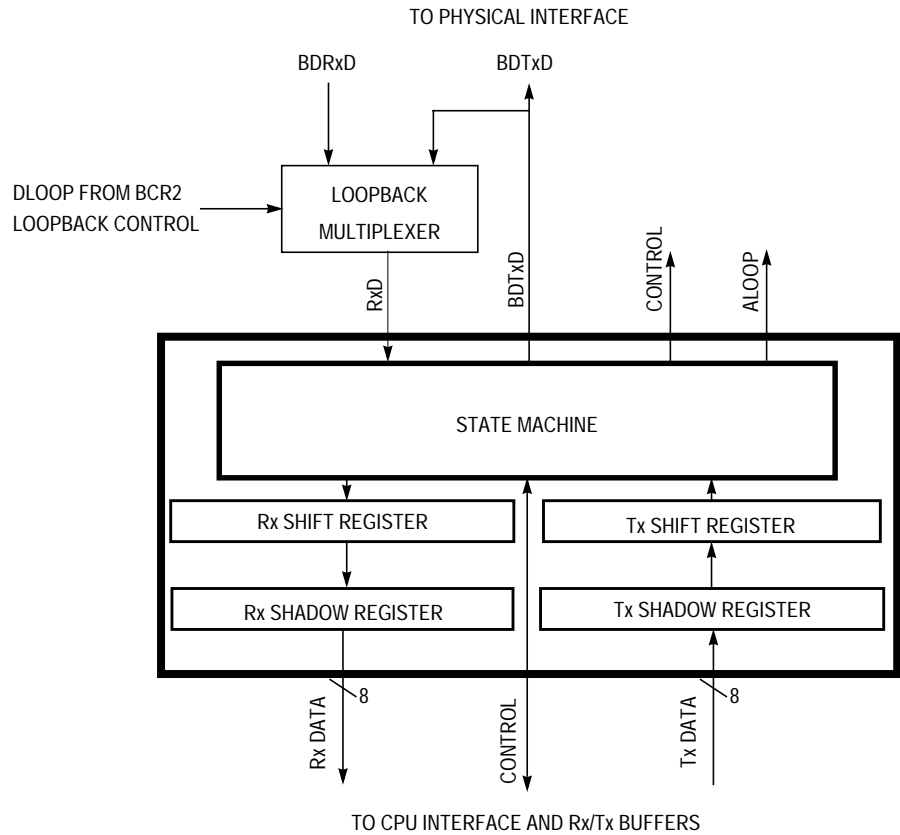 TO PHYSICAL INTERFACE
BDRxD
BDTxD
DLOOP FROM BCR2
LOOPBACK CONTROL
LOOPBACK
MULTIPLEXER
RxD
BDTxD
CONTROL
ALOOP
STATE MACHINE
Rx SHIFT REGISTER
Tx SHIFT REGISTER
Rx SHADOW REGISTER
Tx SHADOW REGISTER
8
8
Rx DATA
CONTROL
Tx DATA
TO CPU INTERFACE AND Rx/Tx BUFFERS